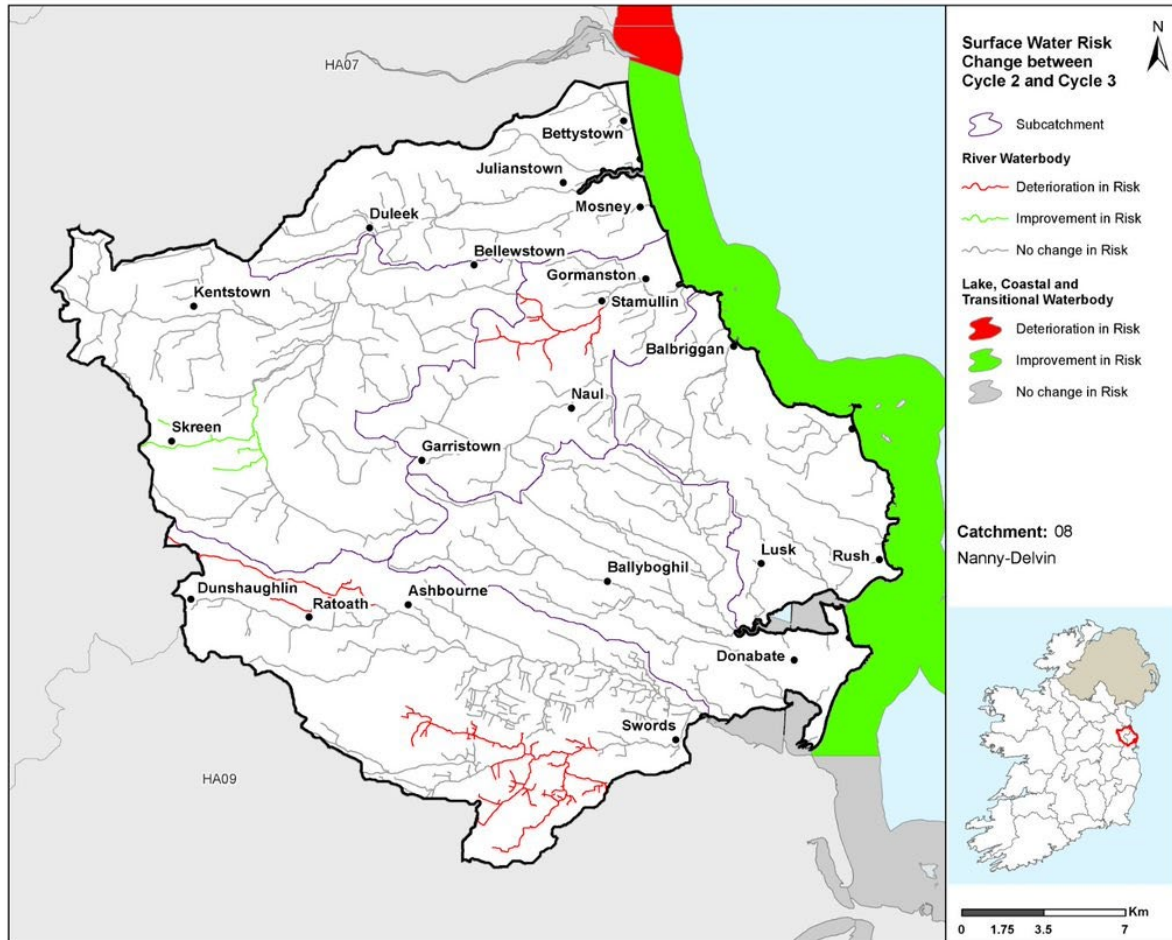 HA07
Bettystown
Julianstown
Mosney
Duleek
Bellewstown
Gormanston
Kentstown
Stamullin
Balbriggan
Naul
Skreen
Garristown
Lusk
Rush
Ballyboghil
Dunshaughlin
Ashbourne
Ratoath
Donabate
Swords
HA09
N
Surface Water Risk
Change between
Cycle 2 and Cycle 3
Subcatchment
River Waterbody
Deterioration in Risk
Improvement in Risk
No change in Risk
Lake, Coastal and
Transitional Waterbody
Deterioration in Risk
Improvement in Risk
No change in Risk
Catchment: 08
Nanny-Delvin
Km
0 1.75 3.5 7